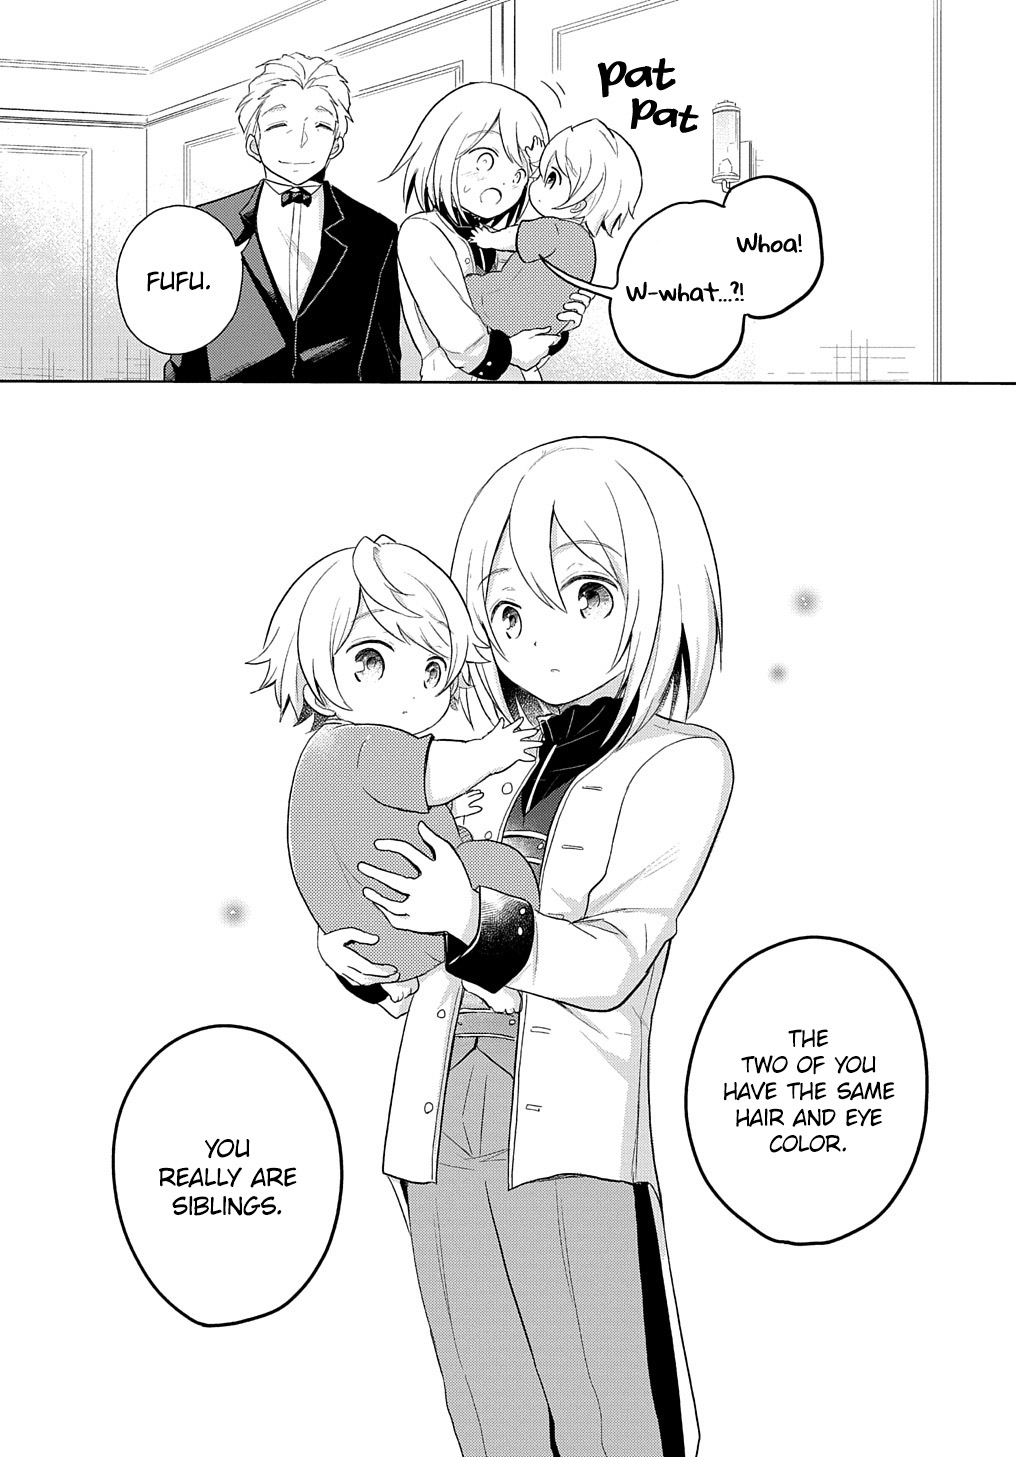 pat
pat
Whoa!
W-what...?!
FUFU.
THE
TWO OF YOU
HAVE THE SAME
HAIR AND EYE
COLOR.
YOU
REALLY ARE
SIBLINGS.